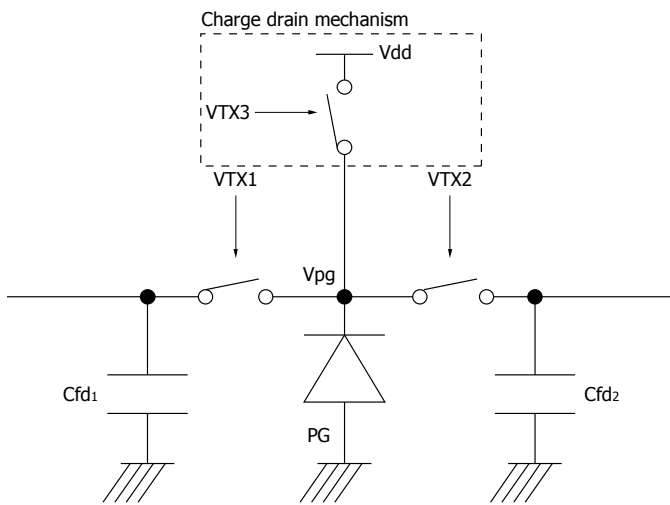 Charge drain mechanism
Vdd
VTX3
VTX1
VTX2
Vpg
Cfd1
Cfd2
PG